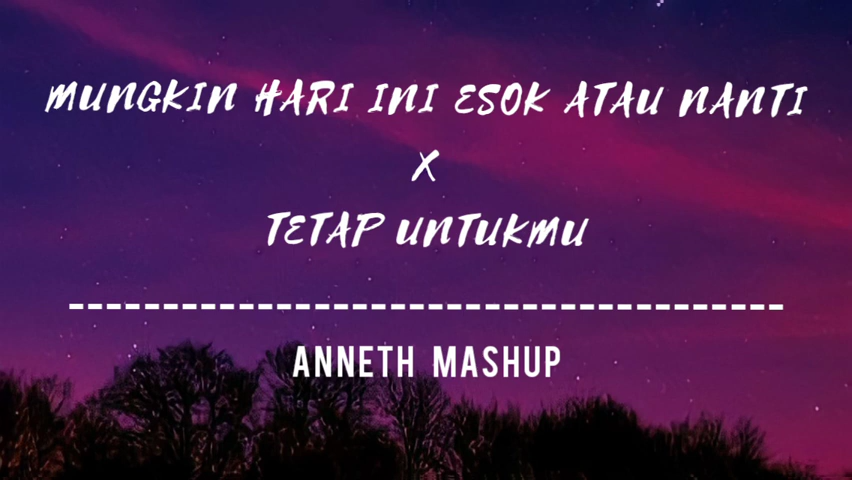 MUNGKIN HARI INI ESOK ATAU NANTI
X
TETAP UNTUKMU
ANNETH MASHUP